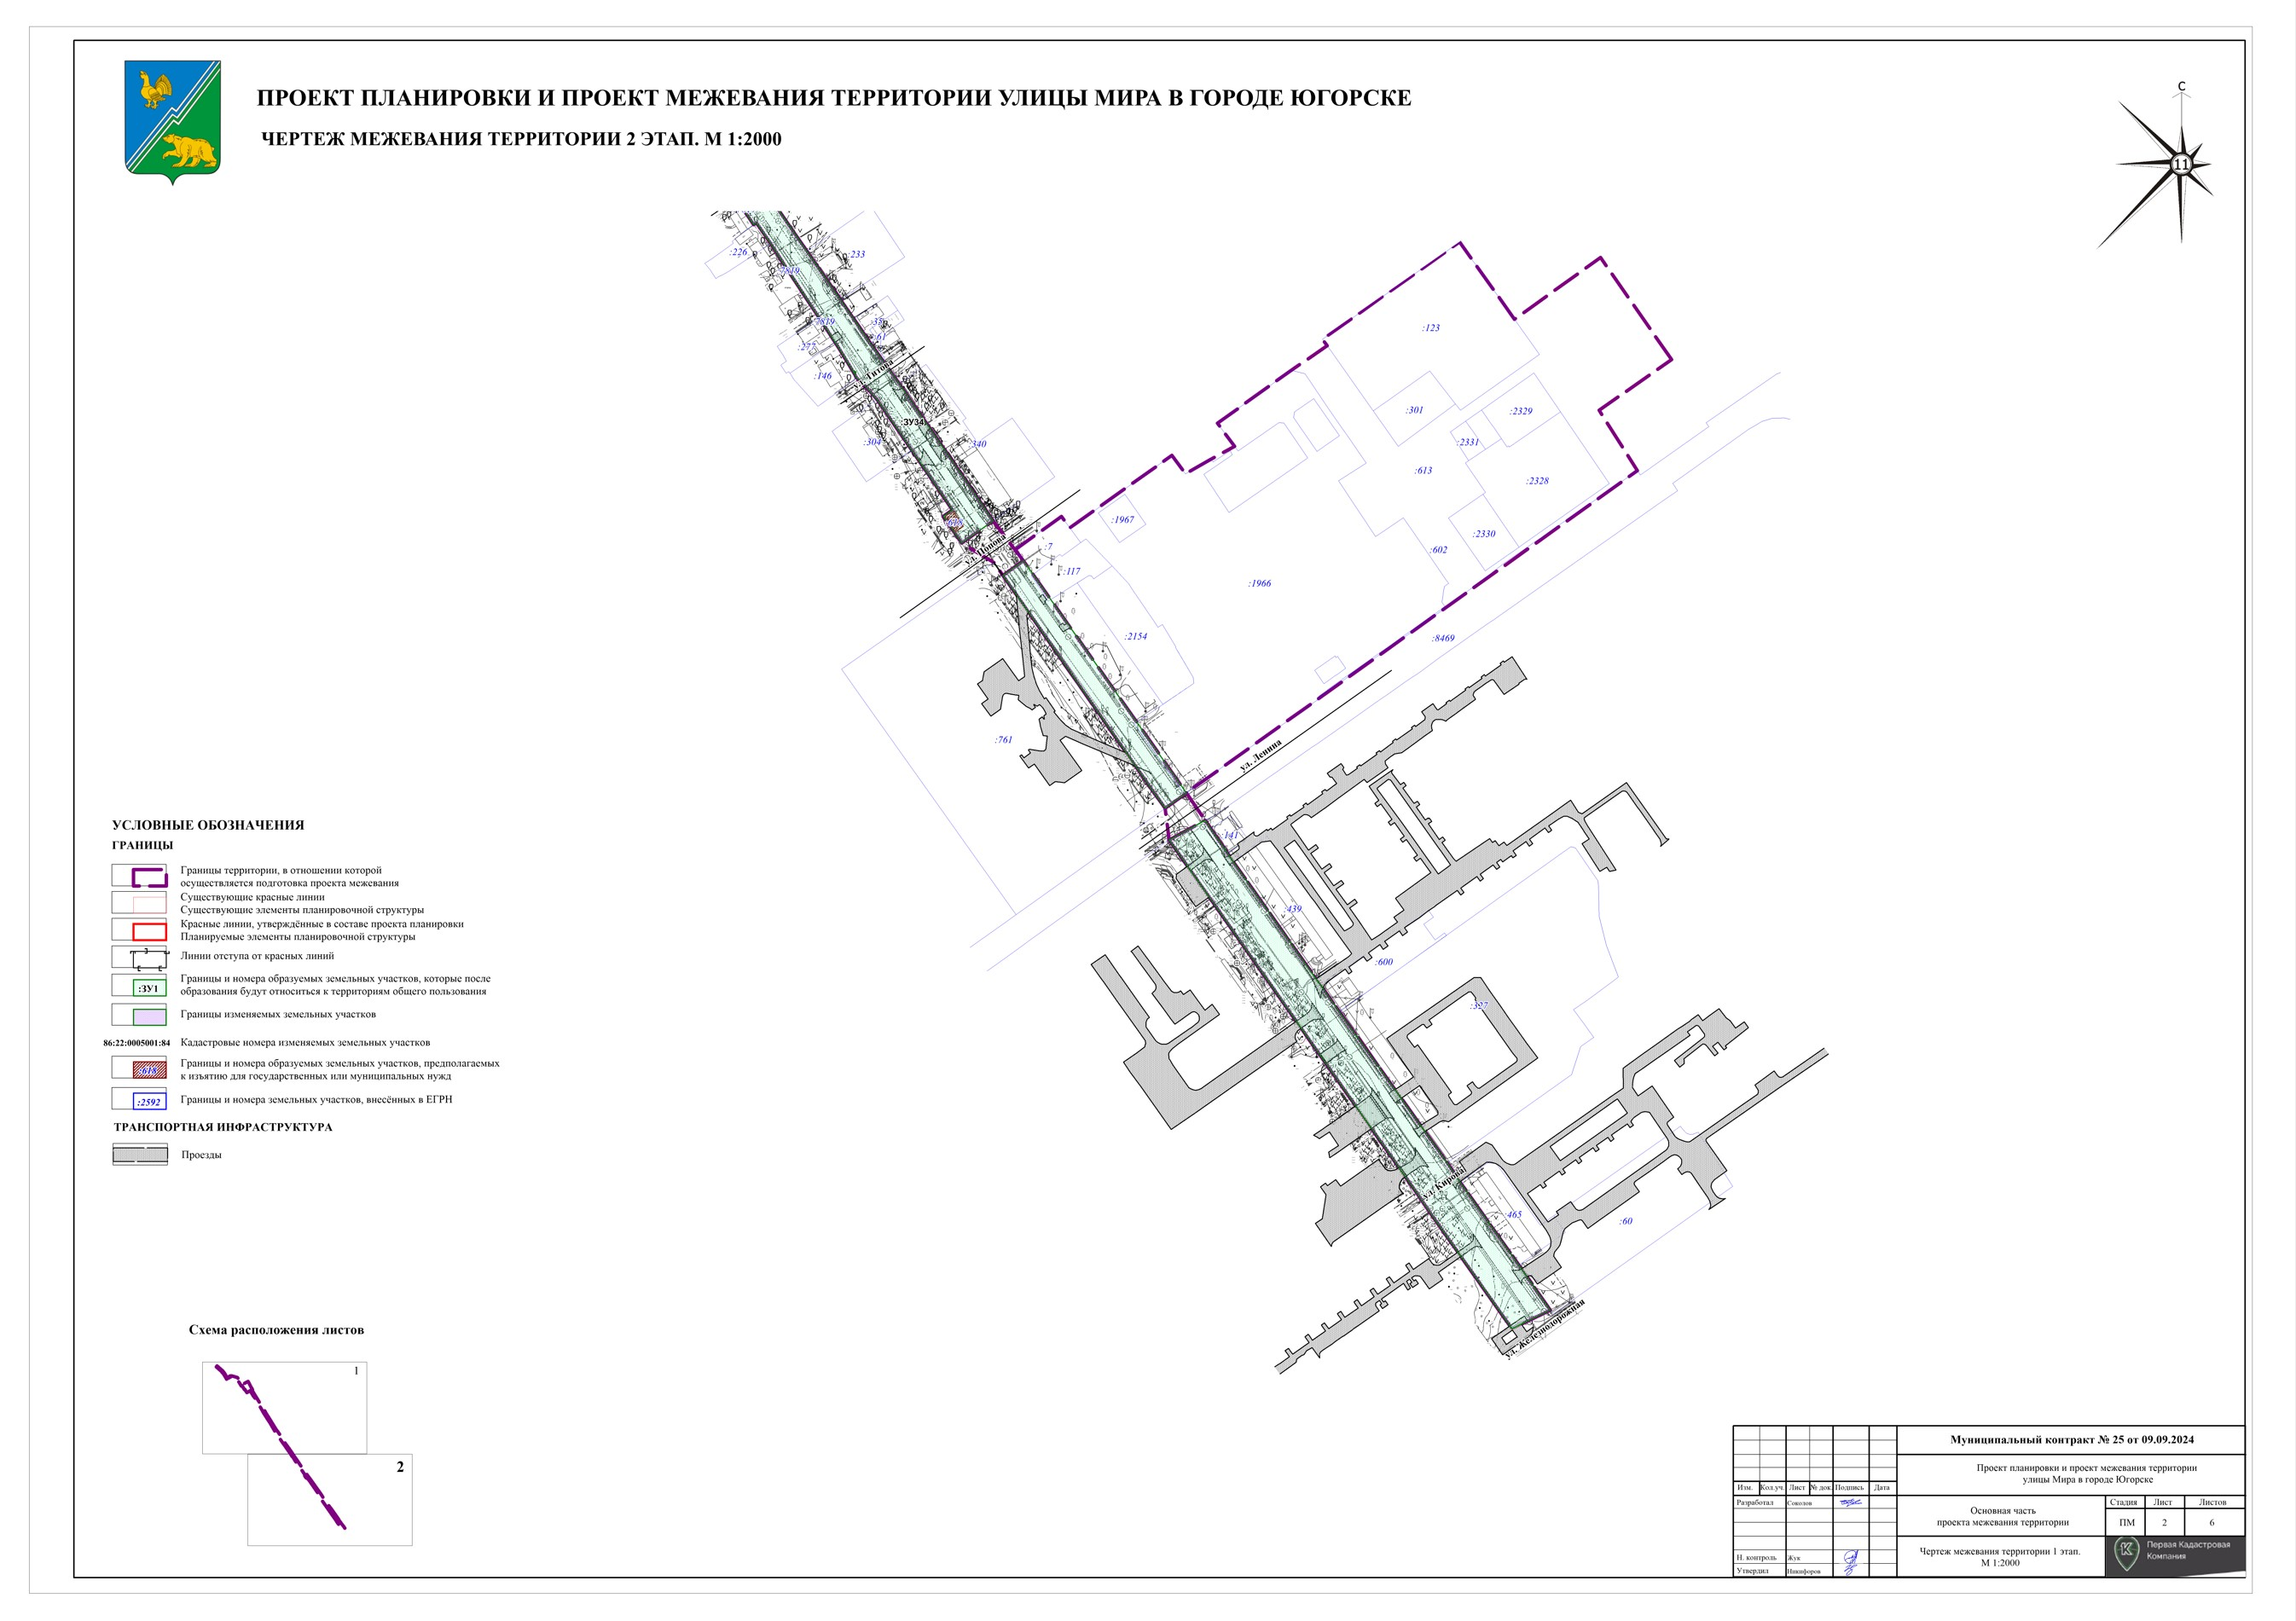 ПРОЕКТ ПЛАНИРОВКИ И ПРОЕКТ МЕЖЕВАНИЯ ТЕРРИТОРИИ УЛИЦЫ МИРА В ГОРОДЕ ЮГОРСКЕ
ЧЕРТЕЖ МЕЖЕВАНИЯ ТЕРРИТОРИИ 2 ЭТАП. М 1:2000
С
11
:226
:233
:7819
:7819
:61
:277
ул. Титова
:146
:ЗУ34
:304
:340
:618
ул. Попова
:123
:301
:2329
:2331
:613
:2328
:1967
:2330
:7
:602
:117
:1966
:2154
:8469
:761
ул. Ленина
:141
:439
:600
:327
ул. Кирова
:465
:60
ул. Железнодорожная
УСЛОВНЫЕ ОБОЗНАЧЕНИЯ
ГРАНИЦЫ
Границы территории, в отношении которой
осуществляется подготовка проекта межевания
Существующие красные линии
Существующие элементы планировочной структуры
Красные линии, утверждённые в составе проекта планировки
Планируемые элементы планировочной структуры
Линии отступа от красных линий
:ЗУ1
Границы и номера образуемых земельных участков, которые после
образования будут относиться к территориям общего пользования
Границы изменяемых земельных участков
86:22:0005001:84 Кадастровые номера изменяемых земельных участков
:618
Границы и номера образуемых земельных участков, предполагаемых
к изъятию для государственных или муниципальных нужд
:2592 Границы и номера земельных участков, внесённых в ЕГРН
ТРАНСПОРТНАЯ ИНФРАСТРУКТУРА
Проезды
Схема расположения листов
1
2
Муниципальный контракт № 25 от 09.09.2024
Проект планировки и проект межевания территории
улицы Мира в городе Югорске
Изм. Кол.уч. Лист № док. Подпись Дата
Разработал Соколов
Основная часть
проекта межевания территории
Стадия Лист Листов
ПМ 2 6
Н. контроль Жук
Утвердил Никифоров
Чертеж межевания территории 1 этап.
М 1:2000
К
Первая Кадастровая
Компания